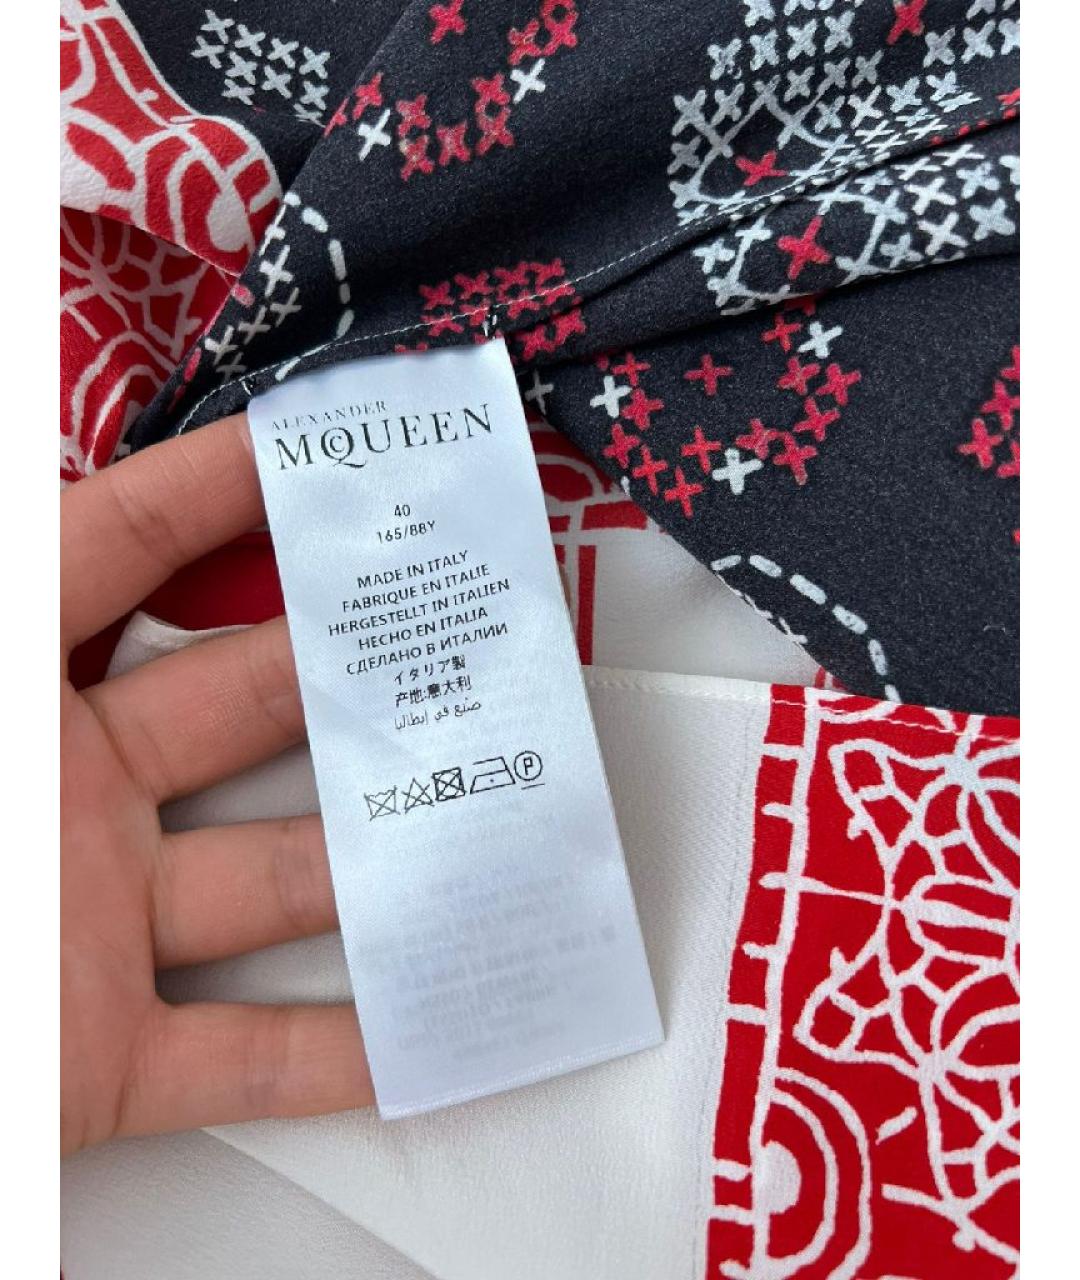 ALEXANDER
McQUEEN
40
165/88Y
MADE IN ITALY
FABRIQUE EN ITALIE
HERGESTELLT IN ITALIEN
HECHO EN ITALIA
СДЕЛАНО В ИТАЛИИ
イタリア製
产地:意大利
صنع في إيطاليا
P